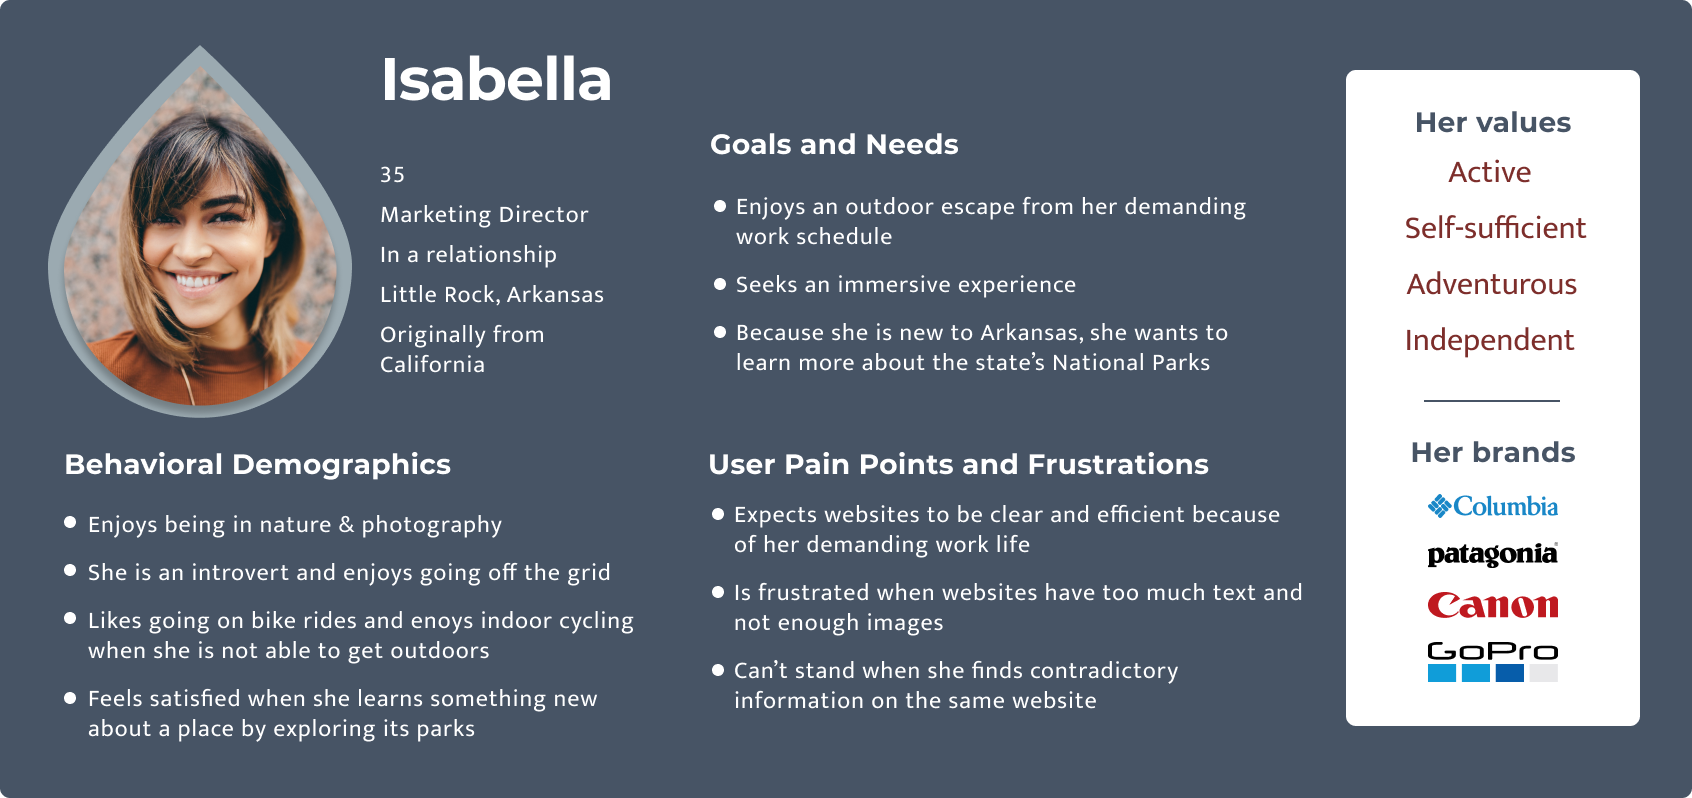 Isabella
35
Marketing Director
In a relationship
Little Rock, Arkansas
Originally from
California
Goals and Needs
Enjoys an outdoor escape from her demanding
work schedule
Seeks an immersive experience
Because she is new to Arkansas, she wants to
learn more about the state’s National Parks
Behavioral Demographics
Enjoys being in nature & photography
She is an introvert and enjoys going off the grid
Likes going on bike rides and enoys indoor cycling
when she is not able to get outdoors
Feels satisfied when she learns something new
about a place by exploring its parks
User Pain Points and Frustrations
Expects websites to be clear and efficient because
of her demanding work life
Is frustrated when websites have too much text and
not enough images
Can’t stand when she finds contradictory
information on the same website
Her values
Active
Self-sufficient
Adventurous
Independent
Her brands
Columbia
patagonia®
Canon
GoPro